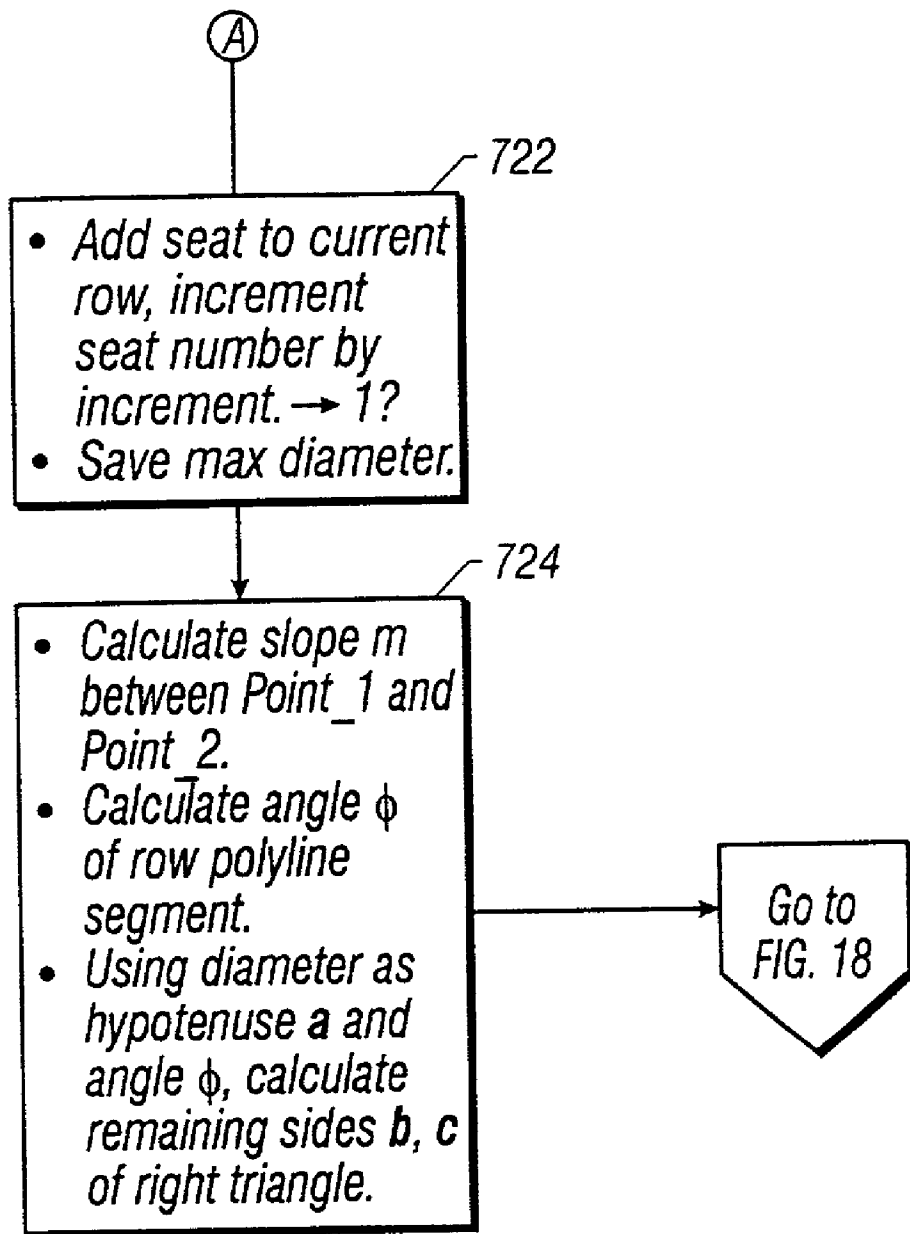 A
722
• Add seat to current
row, increment
seat number by
increment. → 1?
• Save max diameter.
724
• Calculate slope m
between Point_1 and
Point_2.
• Calculate angle ϕ
of row polyline
segment.
• Using diameter as
hypotenuse a and
angle ϕ, calculate
remaining sides b, c
of right triangle.
Go to
FIG. 18